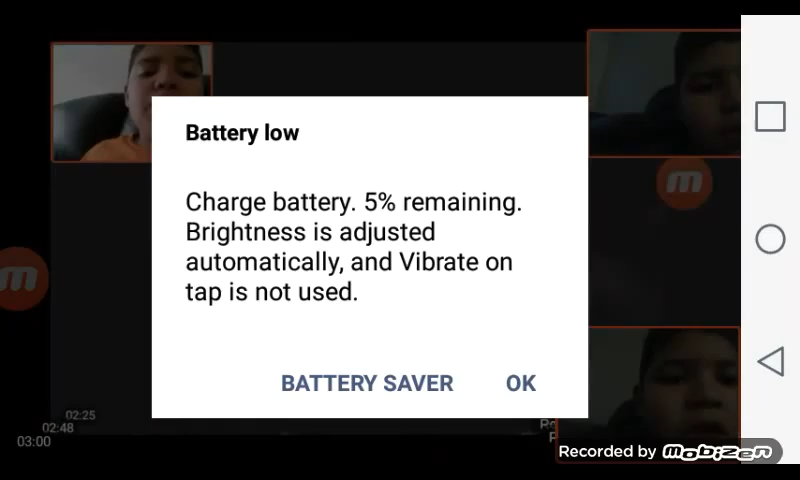 Battery low
Charge battery. 5% remaining.
Brightness is adjusted
automatically, and Vibrate on
tap is not used.
BATTERY SAVER OK
02:25
02:48
03:00
Recorded by mobizen